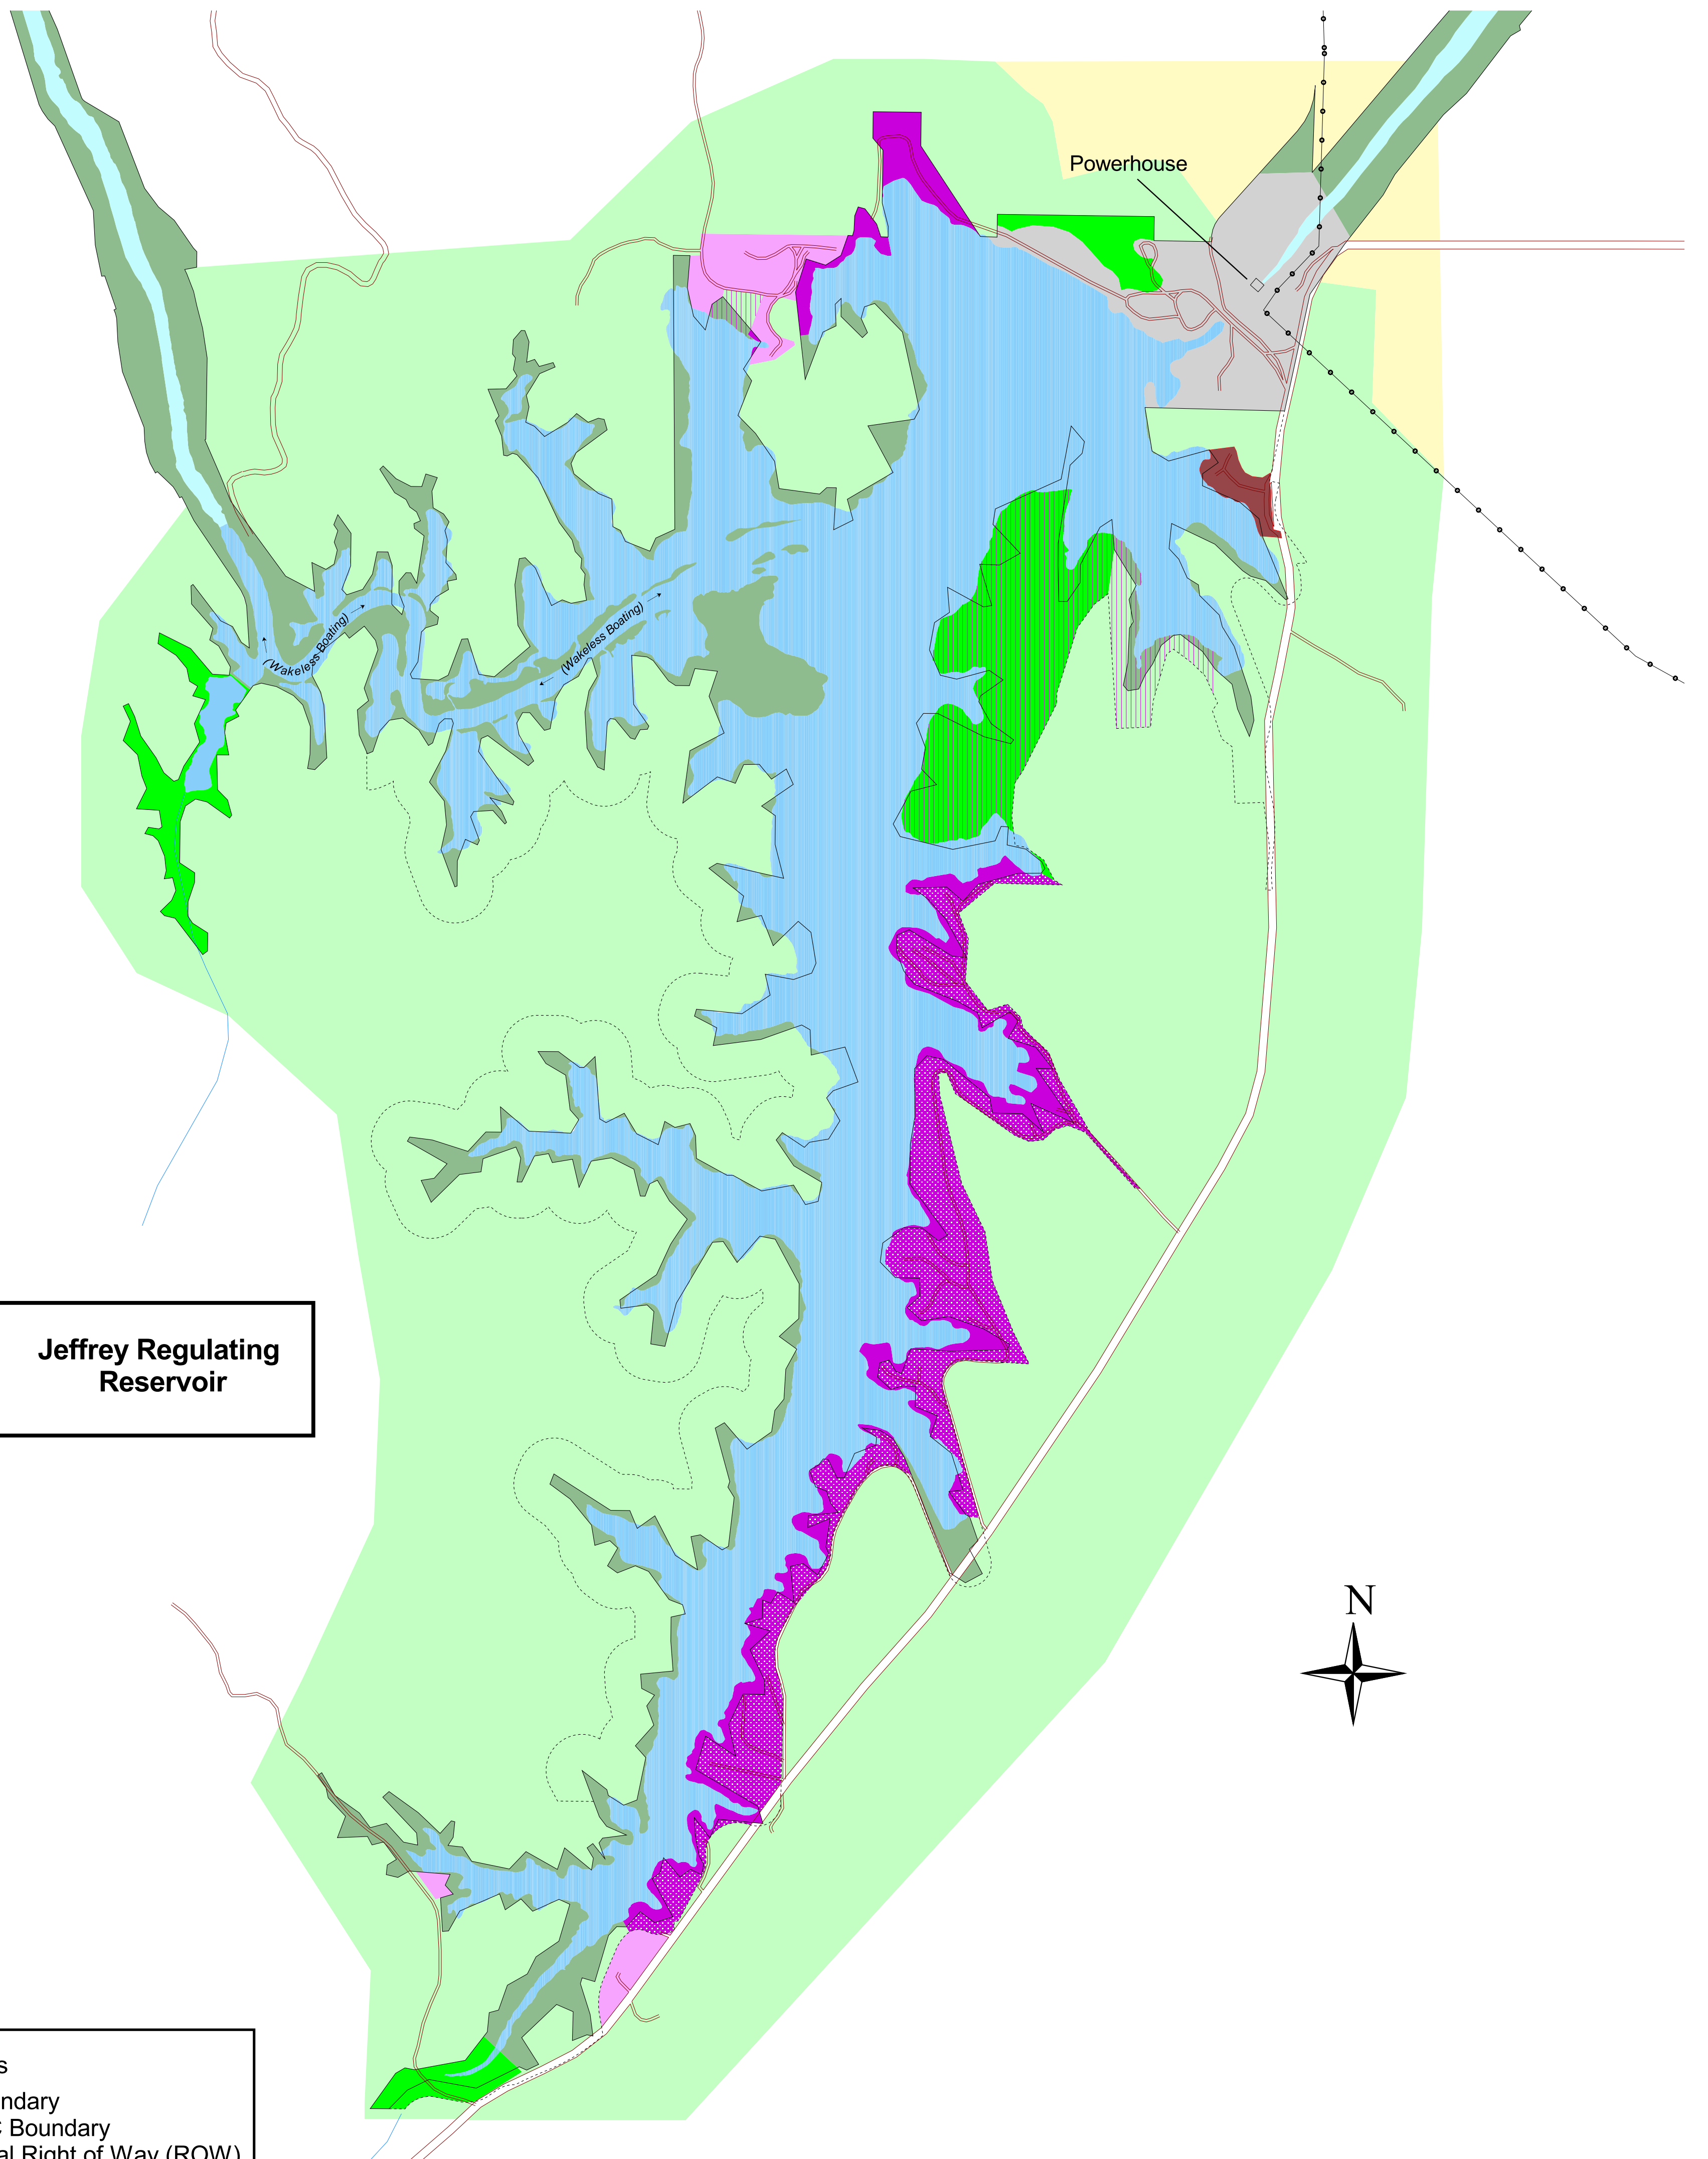 Powerhouse
(Wakeless Boating)
(Wakeless Boating)
Jeffrey Regulating
Reservoir
N
s
ndary
C Boundary
al Right of Way (ROW)